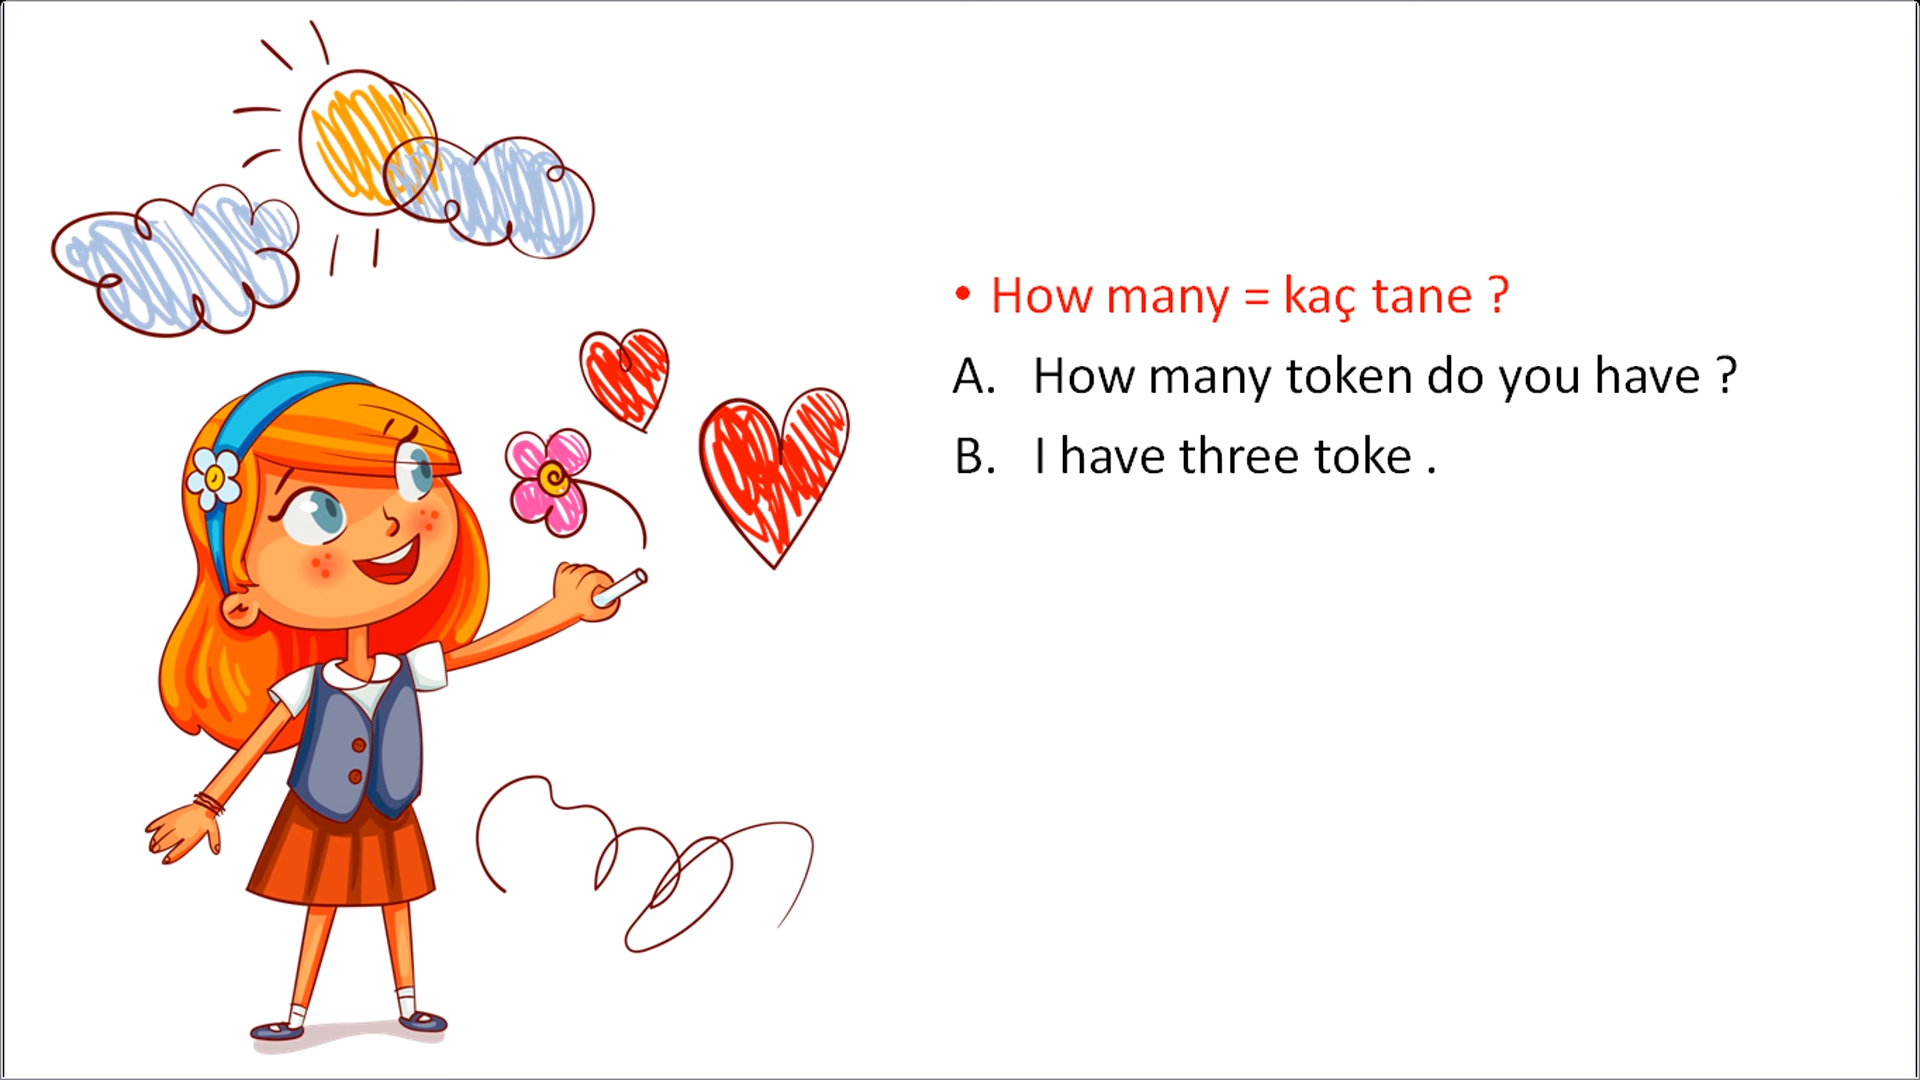 • How many = kaç tane ?
A. How many token do you have ?
B. I have three toke .